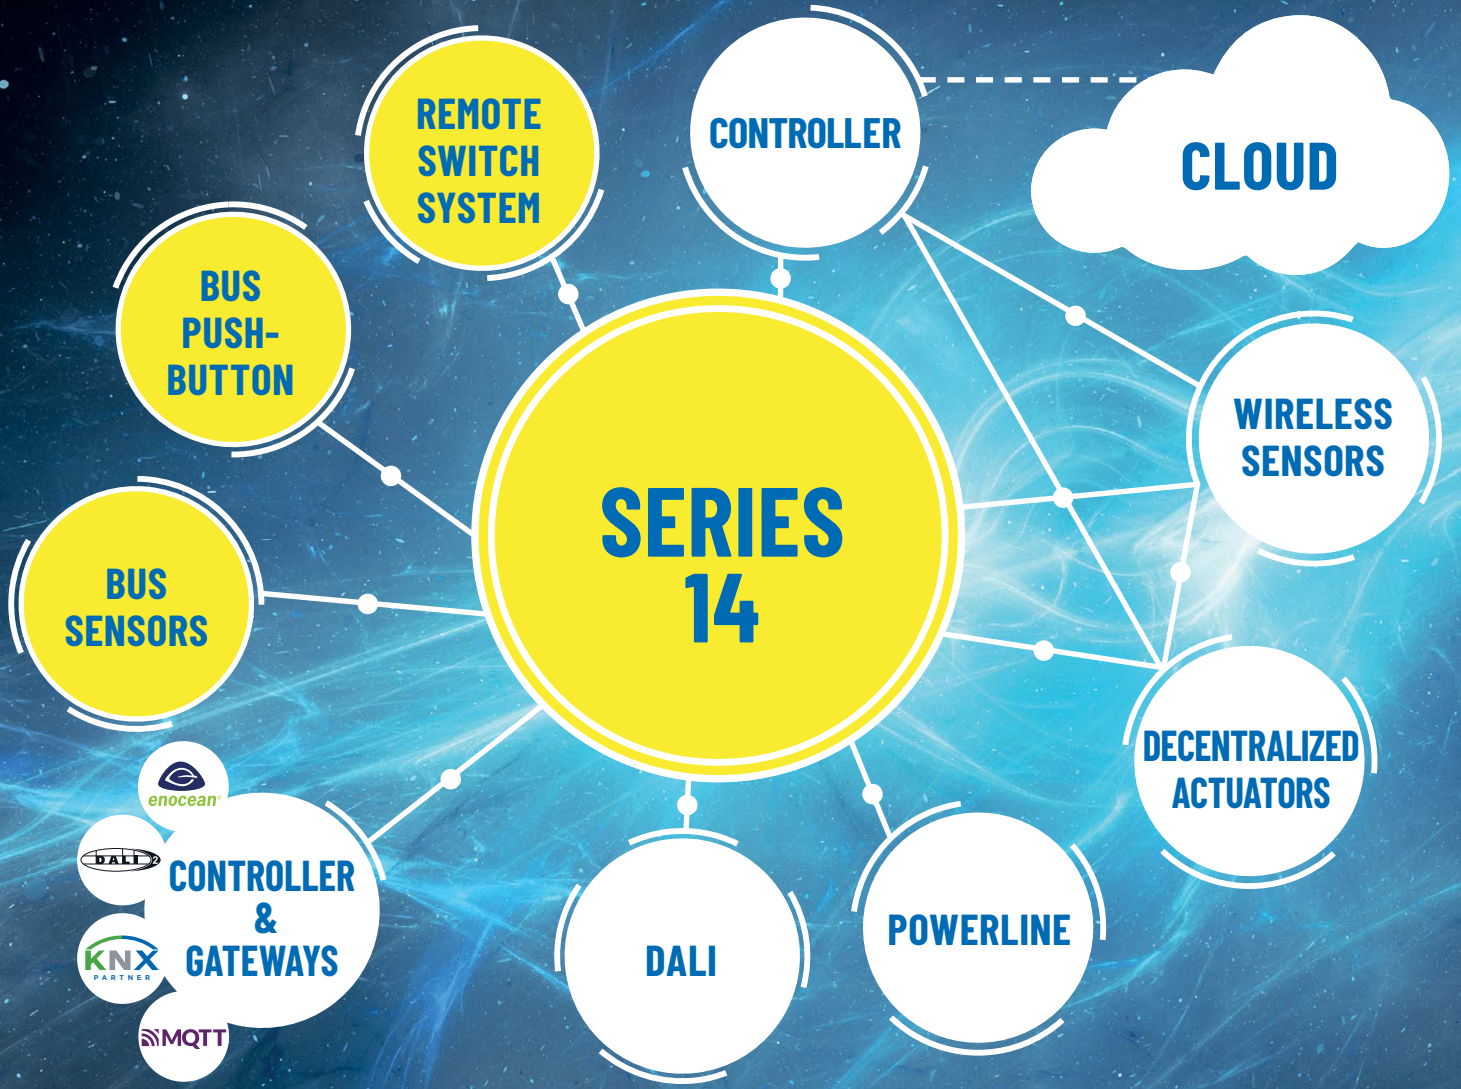 REMOTE
SWITCH
SYSTEM
CONTROLLER
CLOUD
BUS
PUSH-
BUTTON
WIRELESS
SENSORS
SERIES
14
BUS
SENSORS
DECENTRALIZED
ACTUATORS
enocean®
DALI 2
CONTROLLER
&
GATEWAYS
KNX
PARTNER
MQTT
DALI
POWERLINE